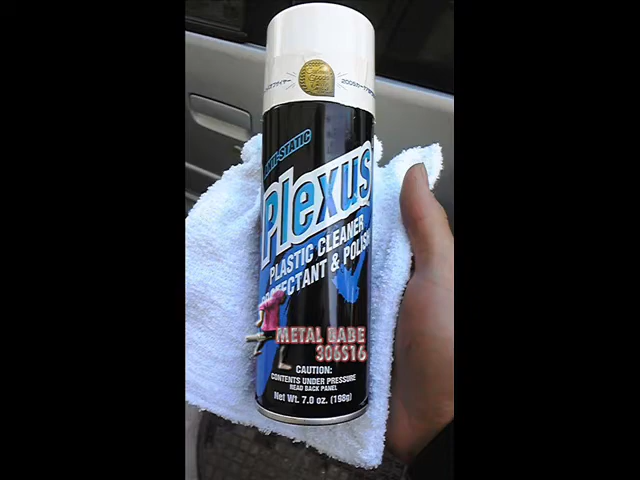 ANTI-STATIC
Plexus
PLASTIC CLEANER
PROTECTANT & POLISH
METAL BABE
306S16
CAUTION:
CONTENTS UNDER PRESSURE
READ BACK PANEL
Net Wt. 7.0 oz. (198g)